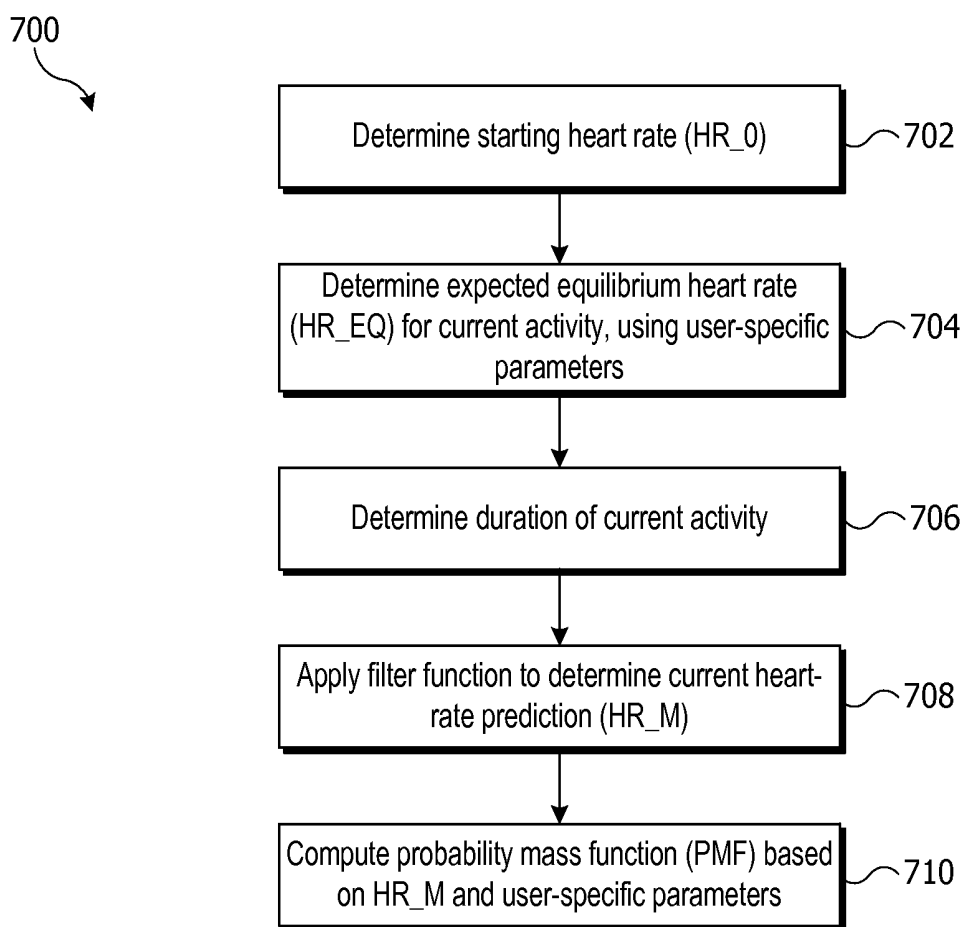 700
Determine starting heart rate (HR_0)
702
Determine expected equilibrium heart rate
(HR_EQ) for current activity, using user-specific
parameters
704
Determine duration of current activity
706
Apply filter function to determine current heart-
rate prediction (HR_M)
708
Compute probability mass function (PMF) based
on HR_M and user-specific parameters
710